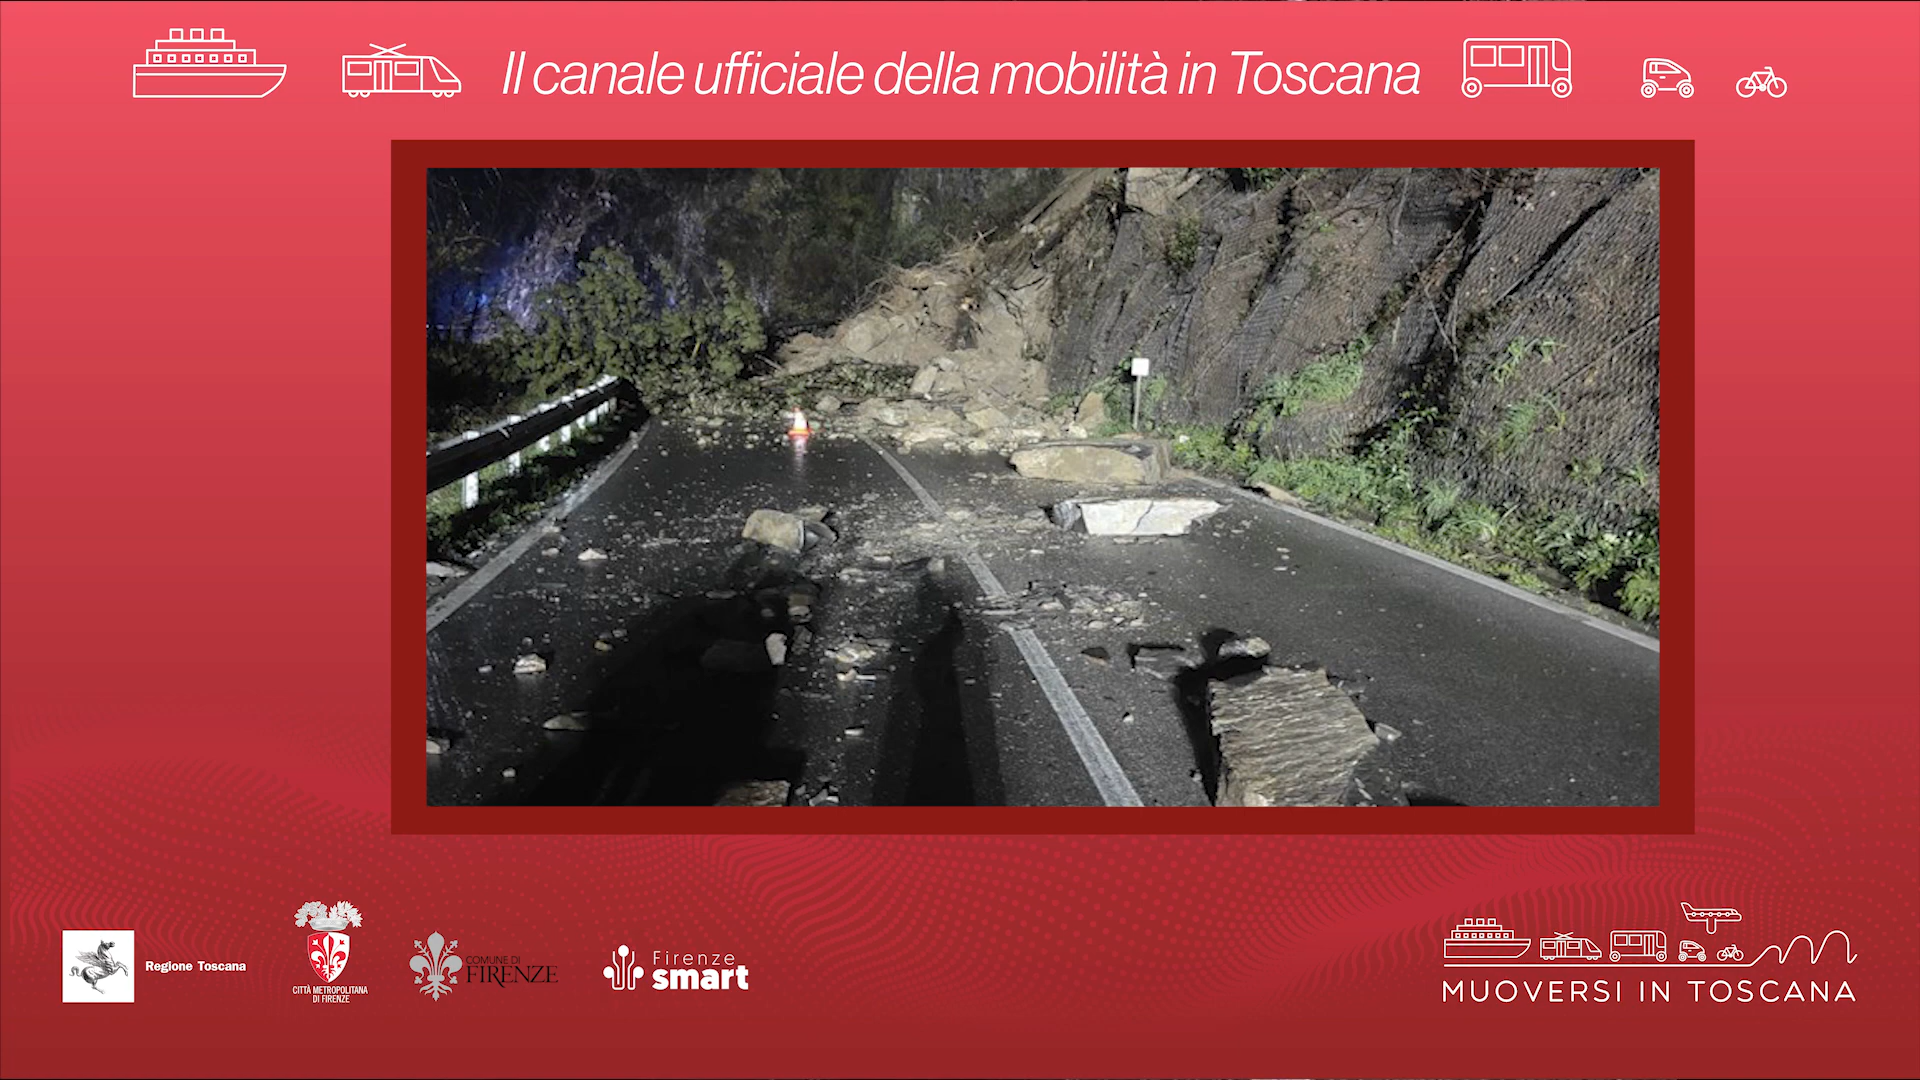 Il canale ufficiale della mobilità in Toscana
Regione Toscana
CITTÀ METROPOLITANA
DI FIRENZE
COMUNE DI
FIRENZE
Firenze
smart
MUOVERSI IN TOSCANA